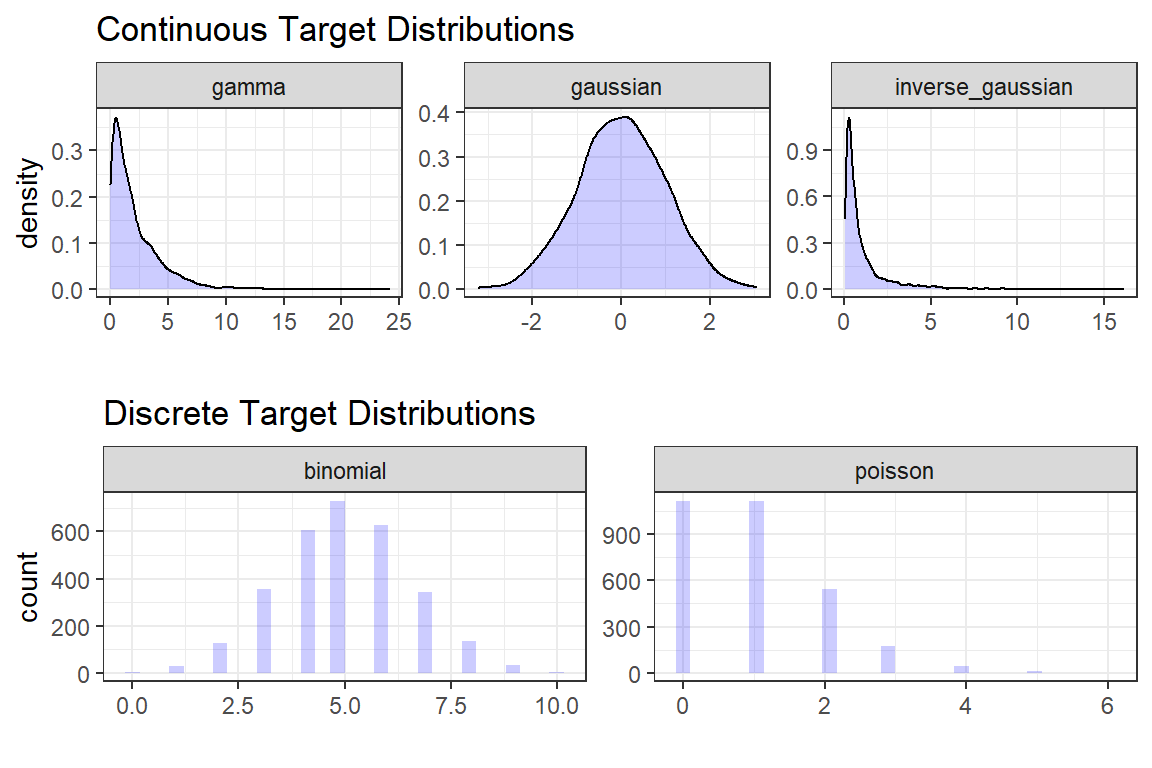 Continuous Target Distributions
gamma
gaussian
inverse_gaussian
density
0.3
0.2
0.1
0.0
0 5 10 15 20 25
0.4
0.3
0.2
0.1
0.0
-2 0 2
0.9
0.6
0.3
0.0
0 5 10 15
Discrete Target Distributions
binomial
poisson
count
600
400
200
0
0.0 2.5 5.0 7.5 10.0
900
600
300
0
0 2 4 6